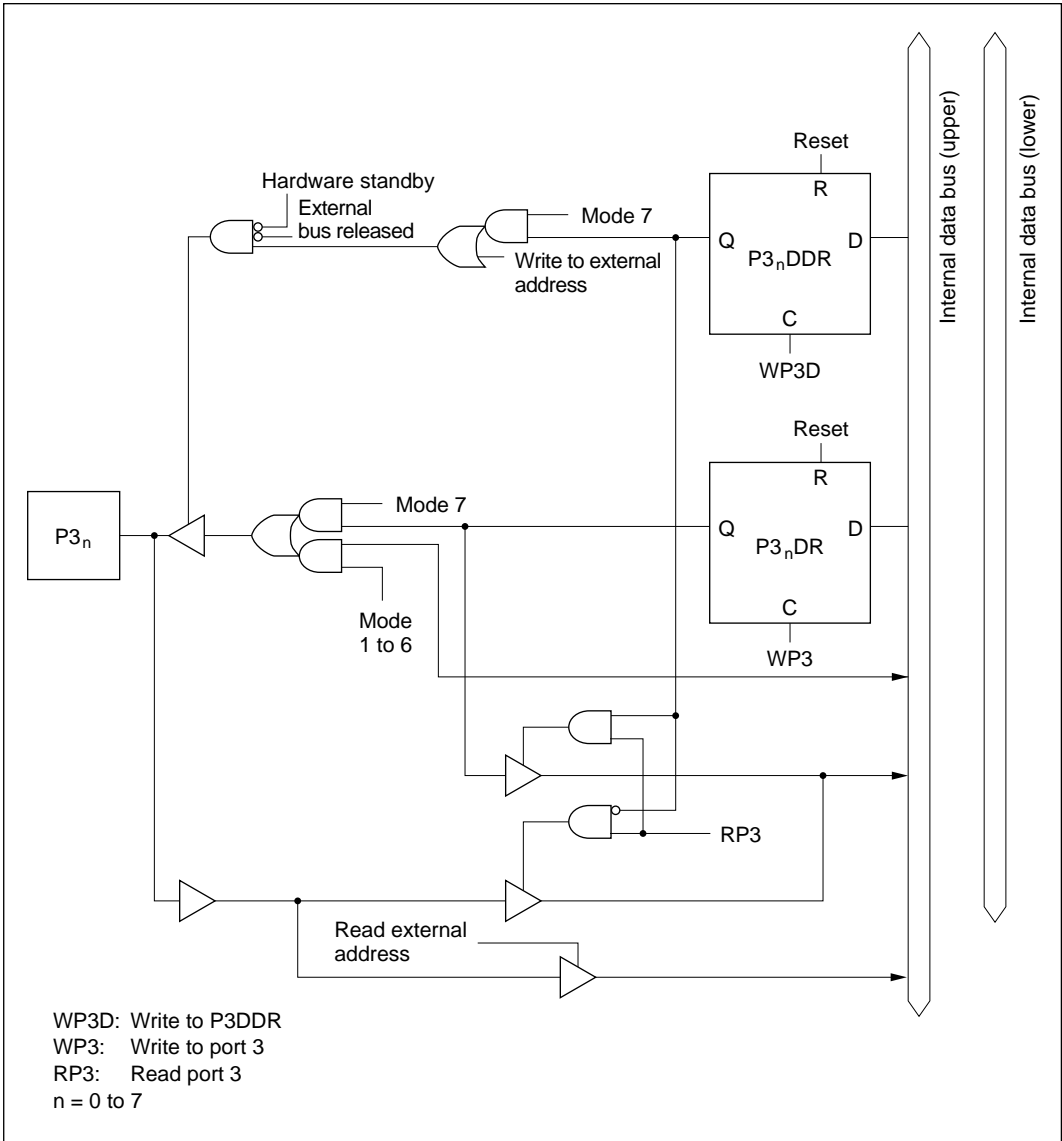 Internal data bus (upper)
Internal data bus (lower)
Reset
R
Hardware standby
External
bus released
Mode 7
Q
P3nDDR
D
Write to external
address
C
WP3D
Reset
R
P3n
Mode 7
Q
P3nDR
D
C
Mode
1 to 6
WP3
RP3
Read external
address
WP3D: Write to P3DDR
WP3: Write to port 3
RP3: Read port 3
n = 0 to 7